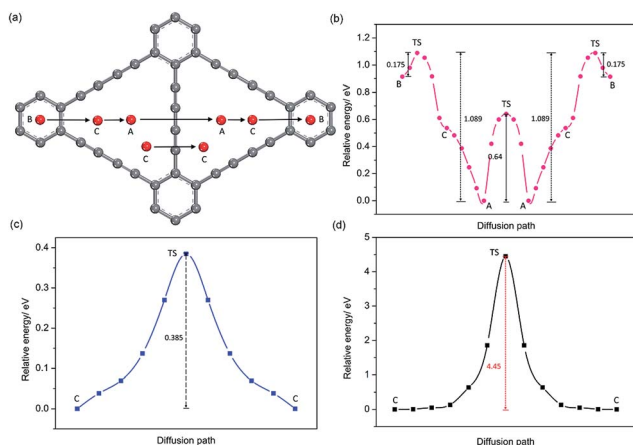 (a)
B
C
A
A
C
B
C
C
(b)
Relative energy/ eV
1.2
1.0
0.8
0.6
0.4
0.2
0.0
TS
0.175
B
C
1.089
A
TS
0.64
A
1.089
C
TS
0.175
B
Diffusion path
(c)
Relative energy/ eV
0.4
0.3
0.2
0.1
0.0
TS
0.385
C
C
Diffusion path
(d)
Relative energy/ eV
5
4
3
2
1
0
TS
4.45
C
C
Diffusion path